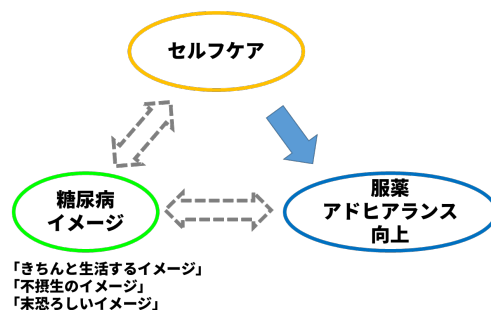 セルフケア
糖尿病
イメージ
服薬
アドヒアランス
向上
「きちんと生活するイメージ」
「不摂生のイメージ」
「末恐ろしいイメージ」